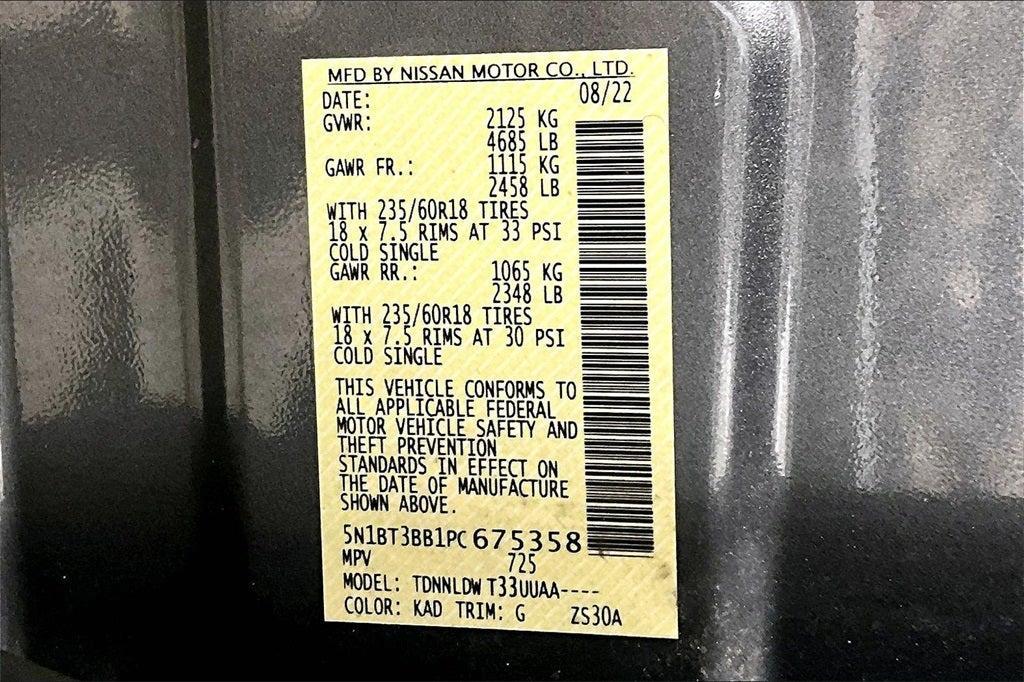 MFD BY NISSAN MOTOR CO., LTD.
DATE: 08/22
GVWR: 2125 KG
4685 LB
GAWR FR.: 1115 KG
2458 LB
WITH 235/60R18 TIRES
18 x 7.5 RIMS AT 33 PSI
COLD SINGLE
GAWR RR.: 1065 KG
2348 LB
WITH 235/60R18 TIRES
18 x 7.5 RIMS AT 30 PSI
COLD SINGLE
THIS VEHICLE CONFORMS TO
ALL APPLICABLE FEDERAL
MOTOR VEHICLE SAFETY AND
THEFT PREVENTION
STANDARDS IN EFFECT ON
THE DATE OF MANUFACTURE
SHOWN ABOVE.
5N1BT3BB1PC675358
MPV 725
MODEL: TDNNLDW T33UUAA----
COLOR: KAD TRIM: G ZS30A